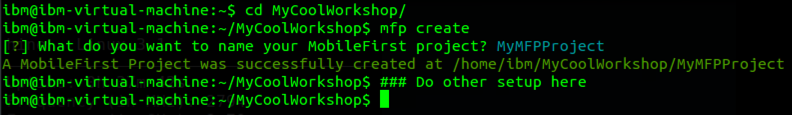 ibm@ibm-virtual-machine:~$ cd MyCoolWorkshop/
ibm@ibm-virtual-machine:~/MyCoolWorkshop$ mfp create
[?] What do you want to name your MobileFirst project? MyMFPProject
A MobileFirst Project was successfully created at /home/ibm/MyCoolWorkshop/MyMFPProject
ibm@ibm-virtual-machine:~/MyCoolWorkshop$ ### Do other setup here
ibm@ibm-virtual-machine:~/MyCoolWorkshop$